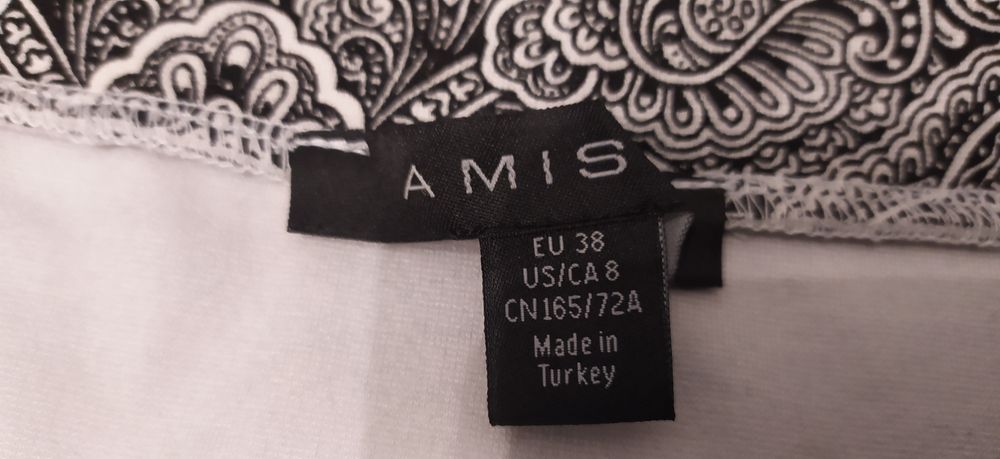 AMIS
EU 38
US/CA 8
CN165/72A
Made in
Turkey